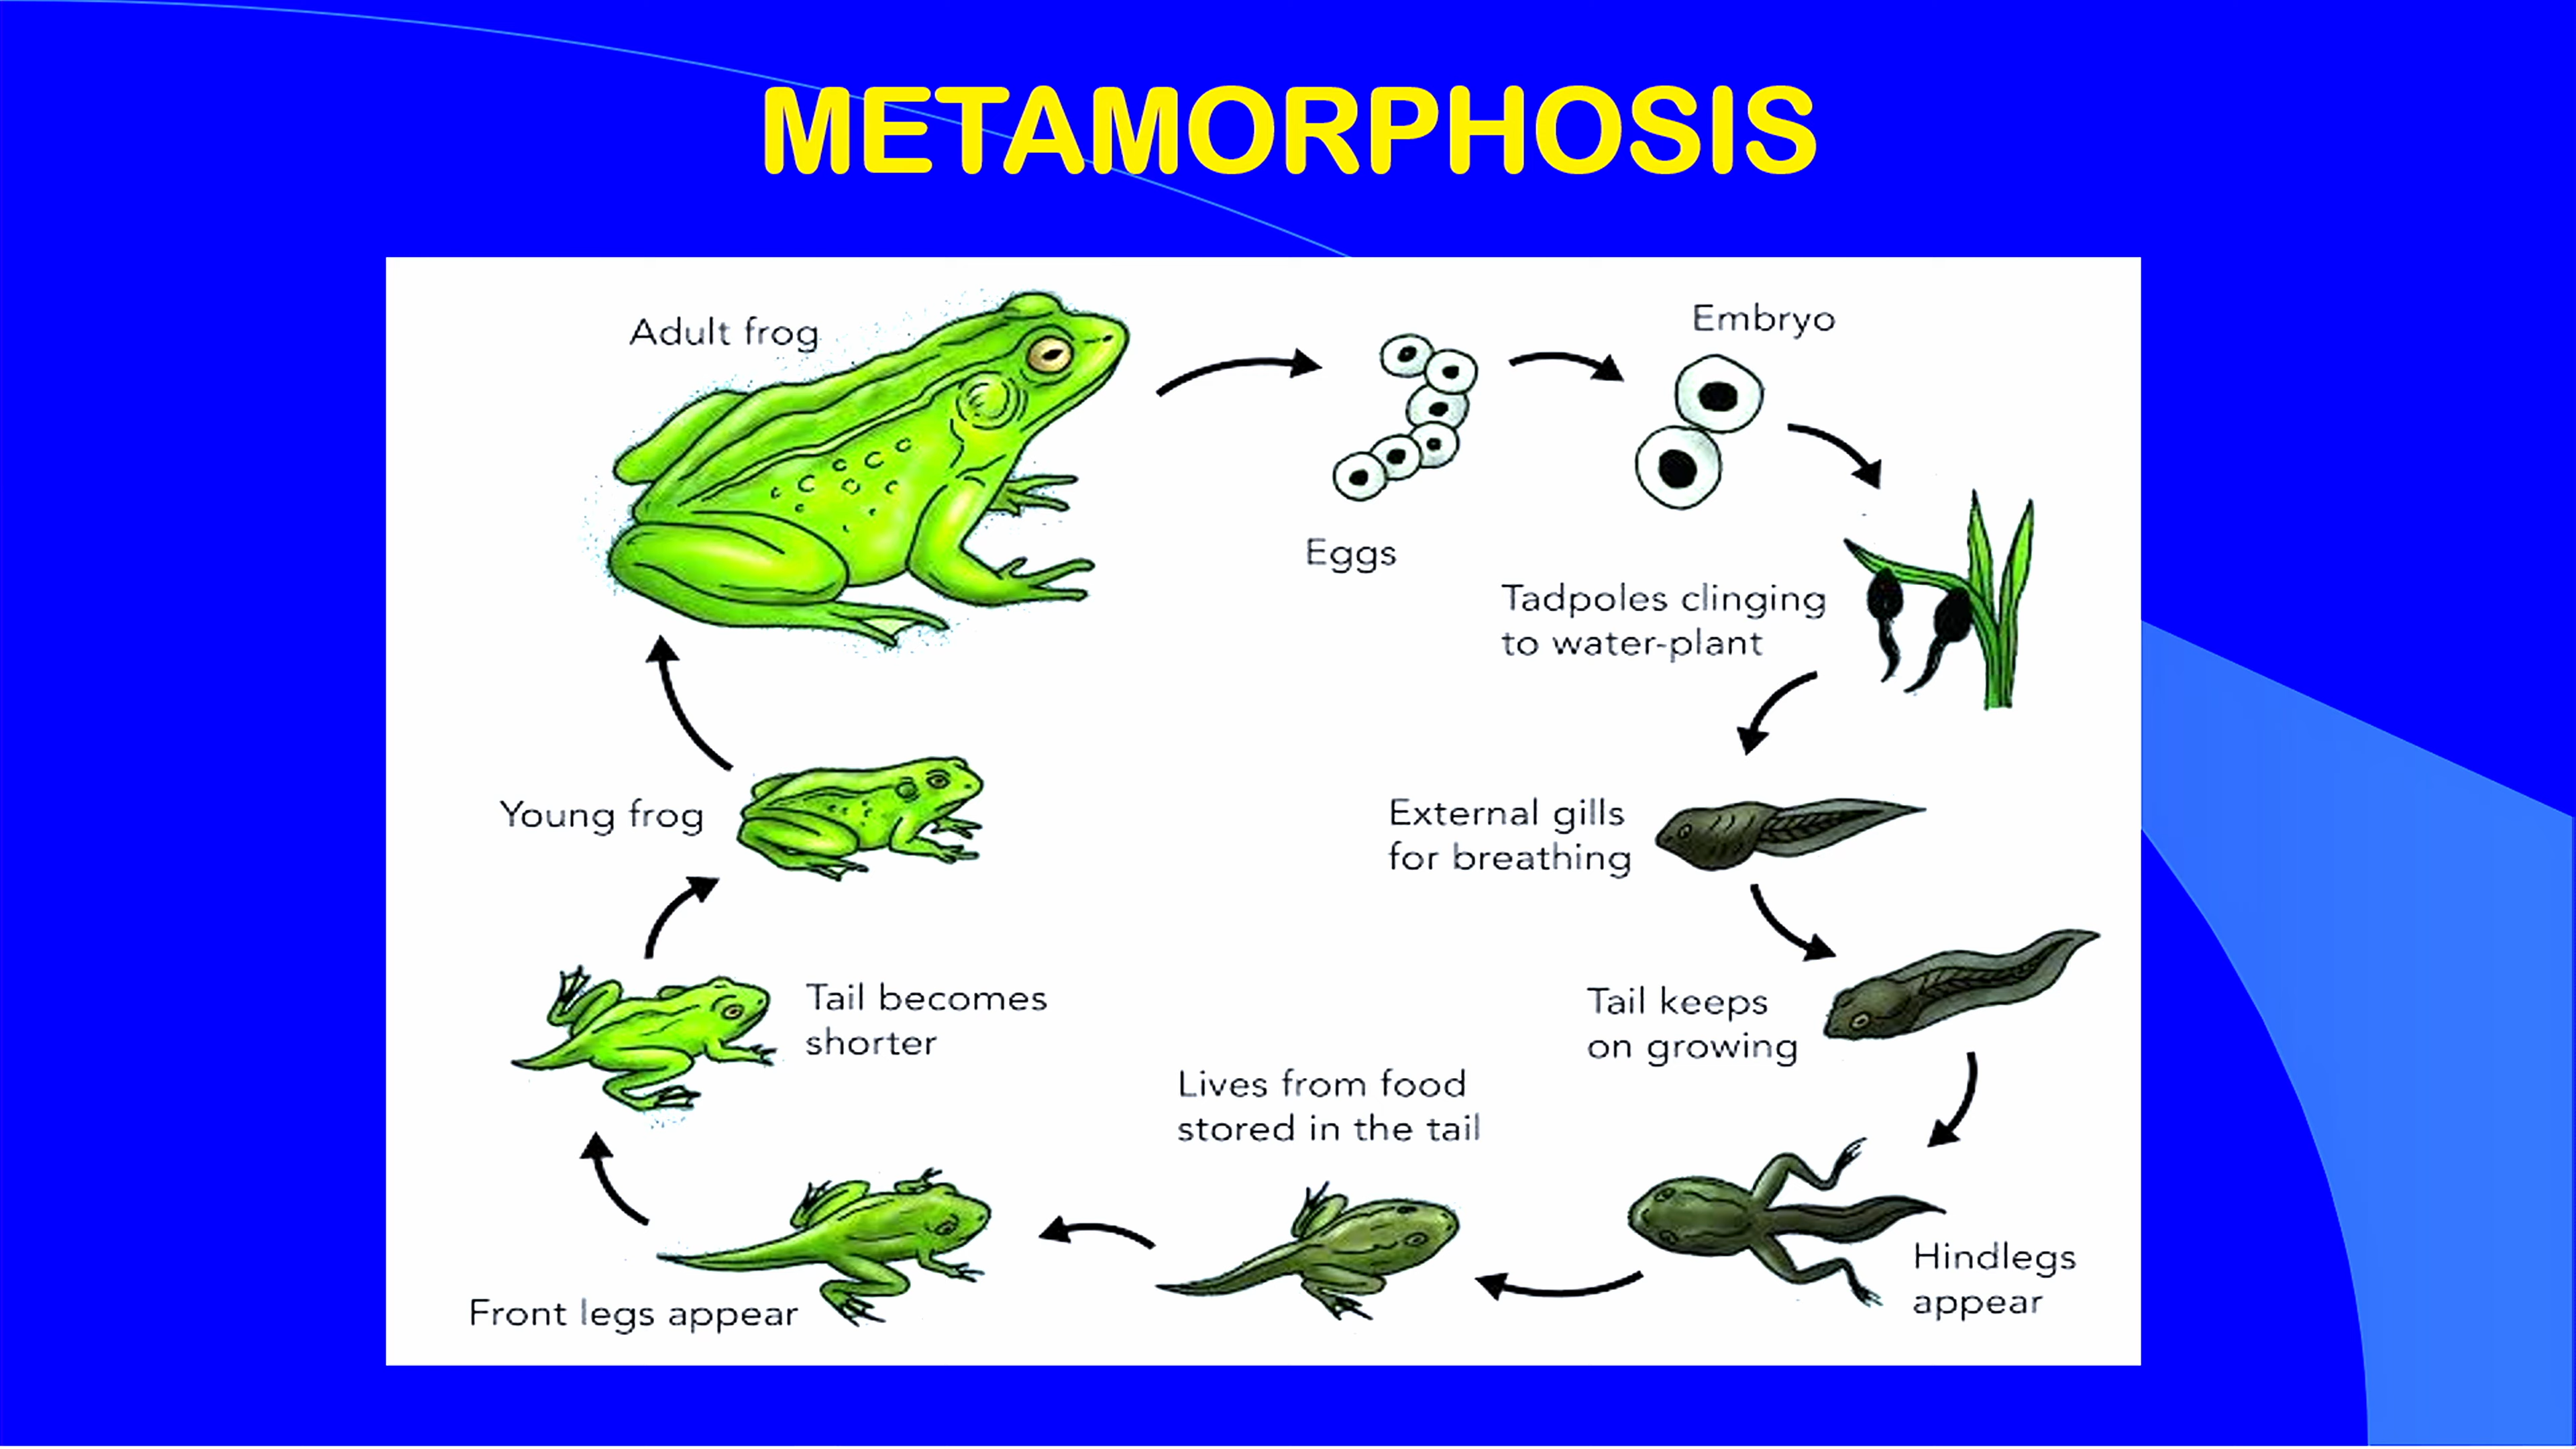 METAMORPHOSIS
Adult frog
Eggs
Embryo
Tadpoles clinging
to water-plant
External gills
for breathing
Tail keeps
on growing
Hindlegs
appear
Lives from food
stored in the tail
Front legs appear
Tail becomes
shorter
Young frog